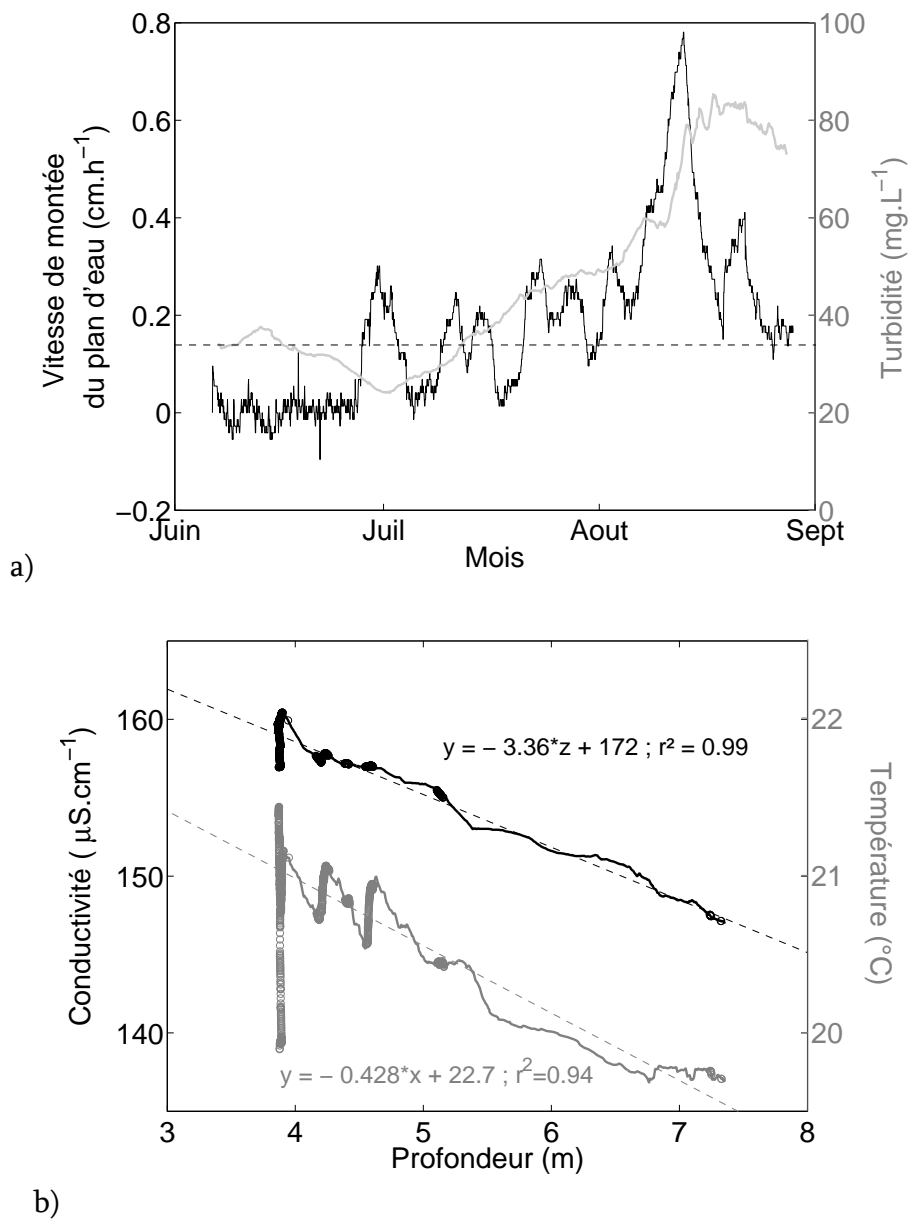 0.8
0.6
0.4
0.2
0
−0.2
100
80
60
40
20
0
Vitesse de montée
du plan d'eau (cm.h−1)
Turbidité (mg.L−1)
Juin
Juil
Aout
Sept
Mois
a)
160
150
140
22
21
20
Conductivité ( µS.cm−1)
Température (°C)
y = − 3.36*z + 172 ; r² = 0.99
y = − 0.428*x + 22.7 ; r2=0.94
3
4
5
6
7
8
Profondeur (m)
b)